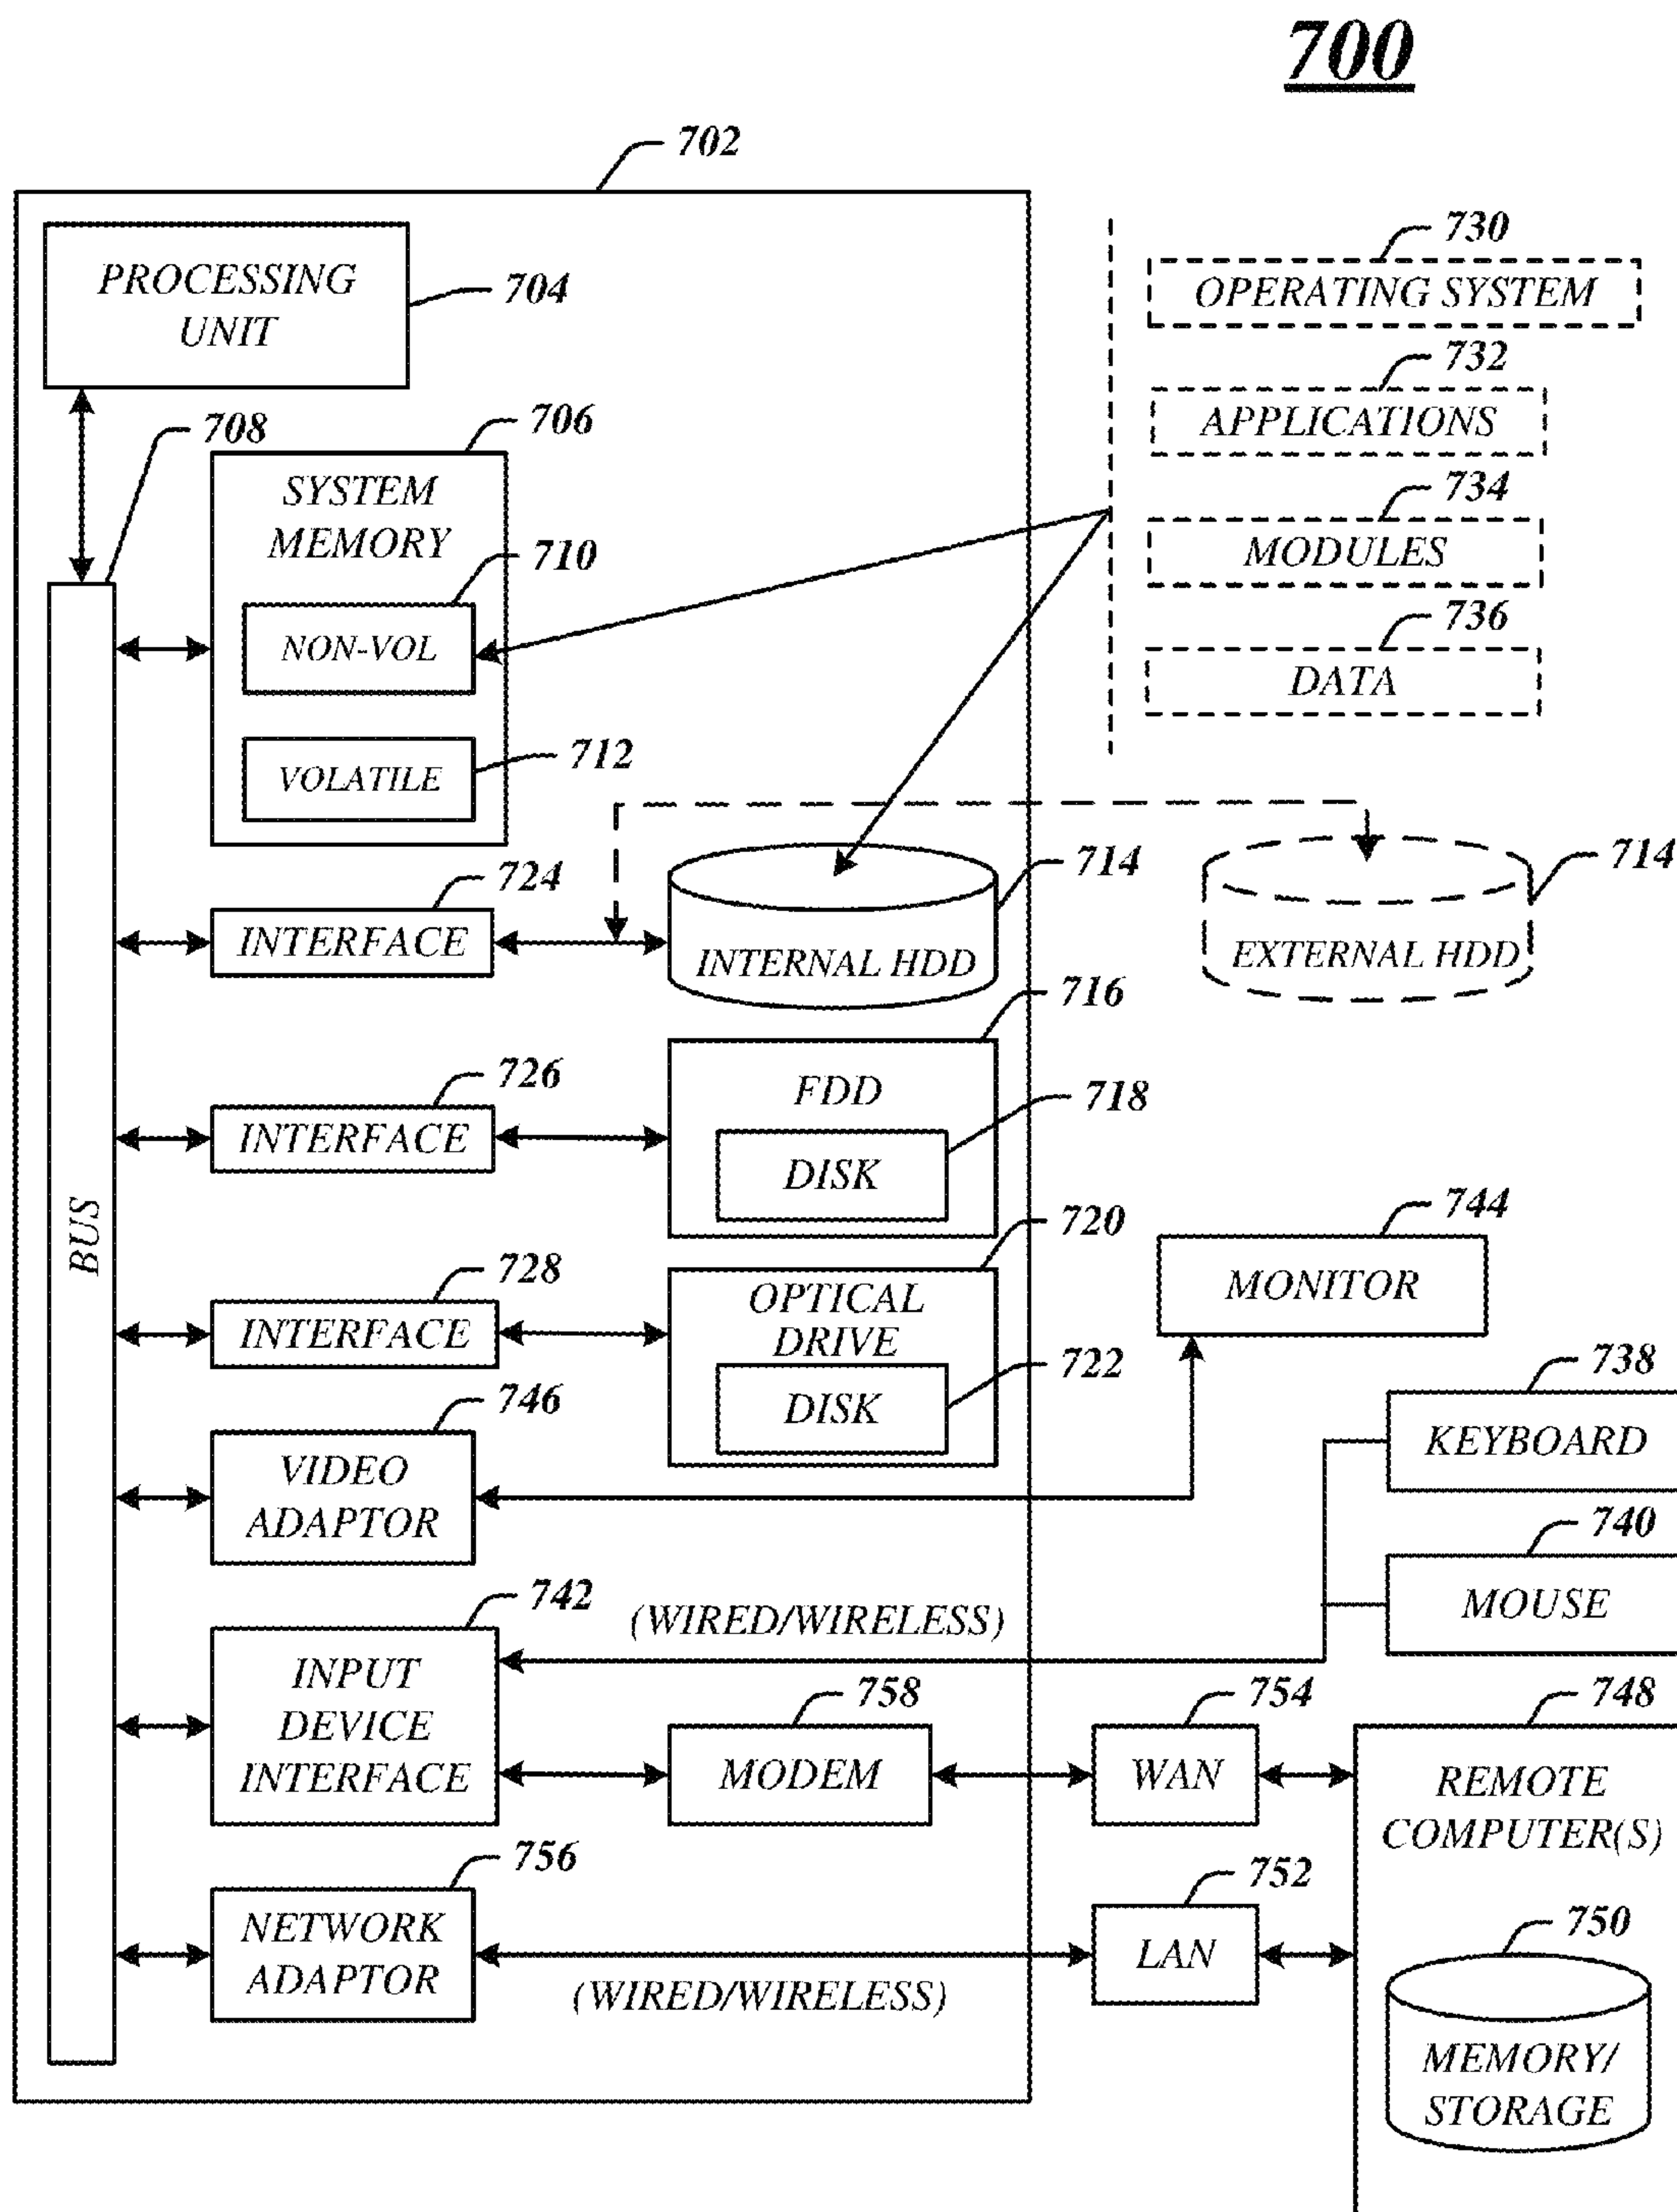 700
702
PROCESSING
UNIT
704
730
OPERATING SYSTEM
732
APPLICATIONS
734
MODULES
736
DATA
708
706
SYSTEM
MEMORY
710
NON-VOL
712
VOLATILE
724
INTERFACE
714
INTERNAL HDD
714
EXTERNAL HDD
716
FDD
718
DISK
726
INTERFACE
BUS
720
OPTICAL
DRIVE
722
DISK
728
INTERFACE
744
MONITOR
738
KEYBOARD
746
VIDEO
ADAPTOR
740
MOUSE
742
INPUT
DEVICE
INTERFACE
(WIRED/WIRELESS)
758
MODEM
754
WAN
748
REMOTE
COMPUTER(S)
756
NETWORK
ADAPTOR
(WIRED/WIRELESS)
752
LAN
750
MEMORY/
STORAGE